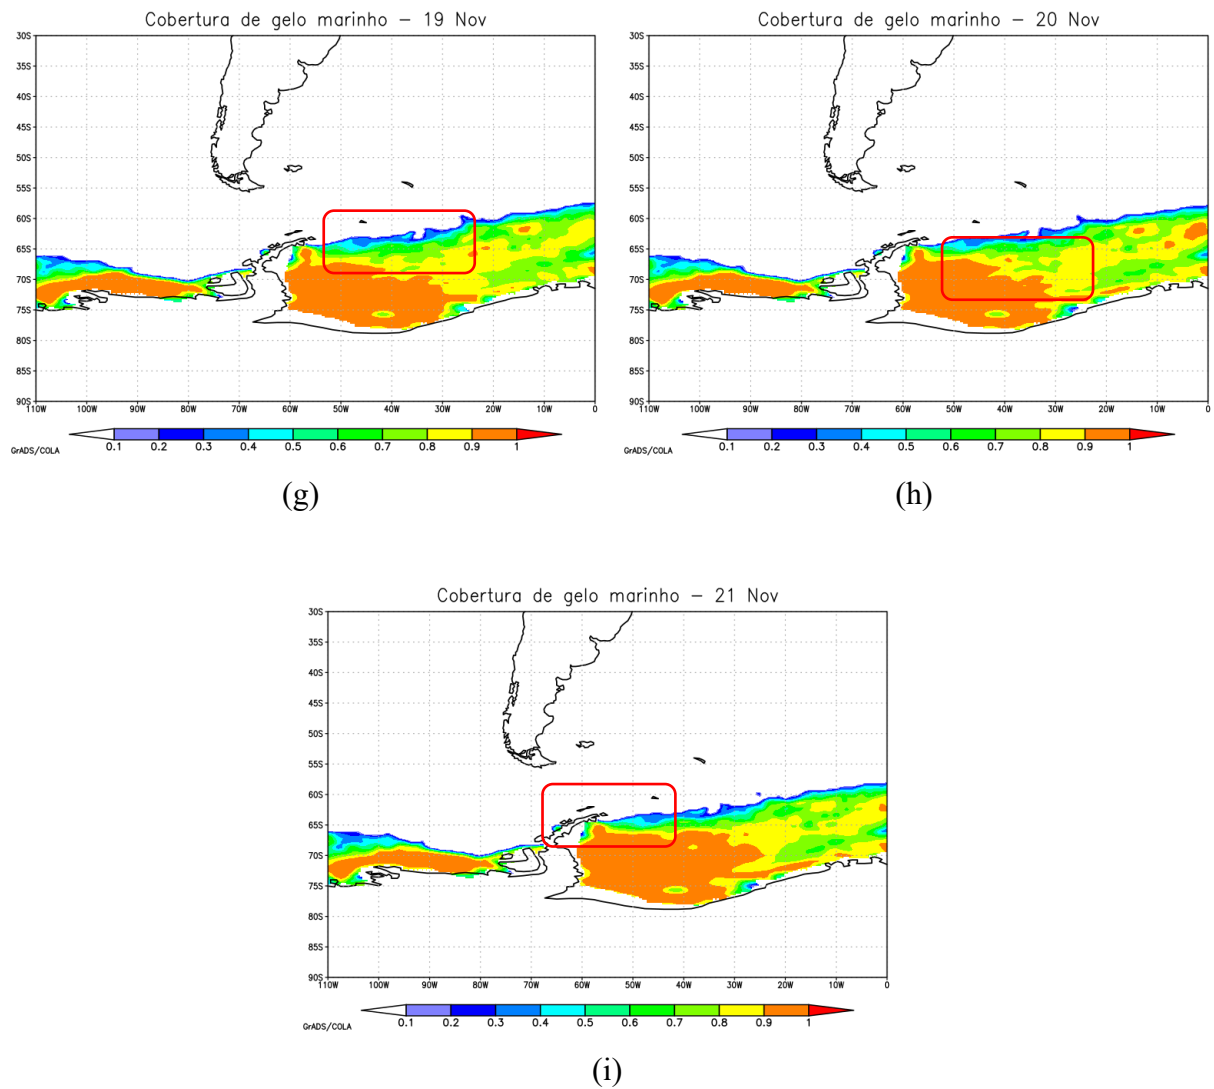 Cobertura de gelo marinho – 19 Nov
30S
35S
40S
45S
50S
55S
60S
65S
70S
75S
80S
85S
90S
110W 100W 90W 80W 70W 60W 50W 40W 30W 20W 10W 0
0.1 0.2 0.3 0.4 0.5 0.6 0.7 0.8 0.9 1
GrADS/COLA
(g)
Cobertura de gelo marinho – 20 Nov
30S
35S
40S
45S
50S
55S
60S
65S
70S
75S
80S
85S
90S
110W 100W 90W 80W 70W 60W 50W 40W 30W 20W 10W 0
0.1 0.2 0.3 0.4 0.5 0.6 0.7 0.8 0.9 1
GrADS/COLA
(h)
Cobertura de gelo marinho – 21 Nov
30S
35S
40S
45S
50S
55S
60S
65S
70S
75S
80S
85S
90S
110W 100W 90W 80W 70W 60W 50W 40W 30W 20W 10W 0
0.1 0.2 0.3 0.4 0.5 0.6 0.7 0.8 0.9 1
GrADS/COLA
(i)